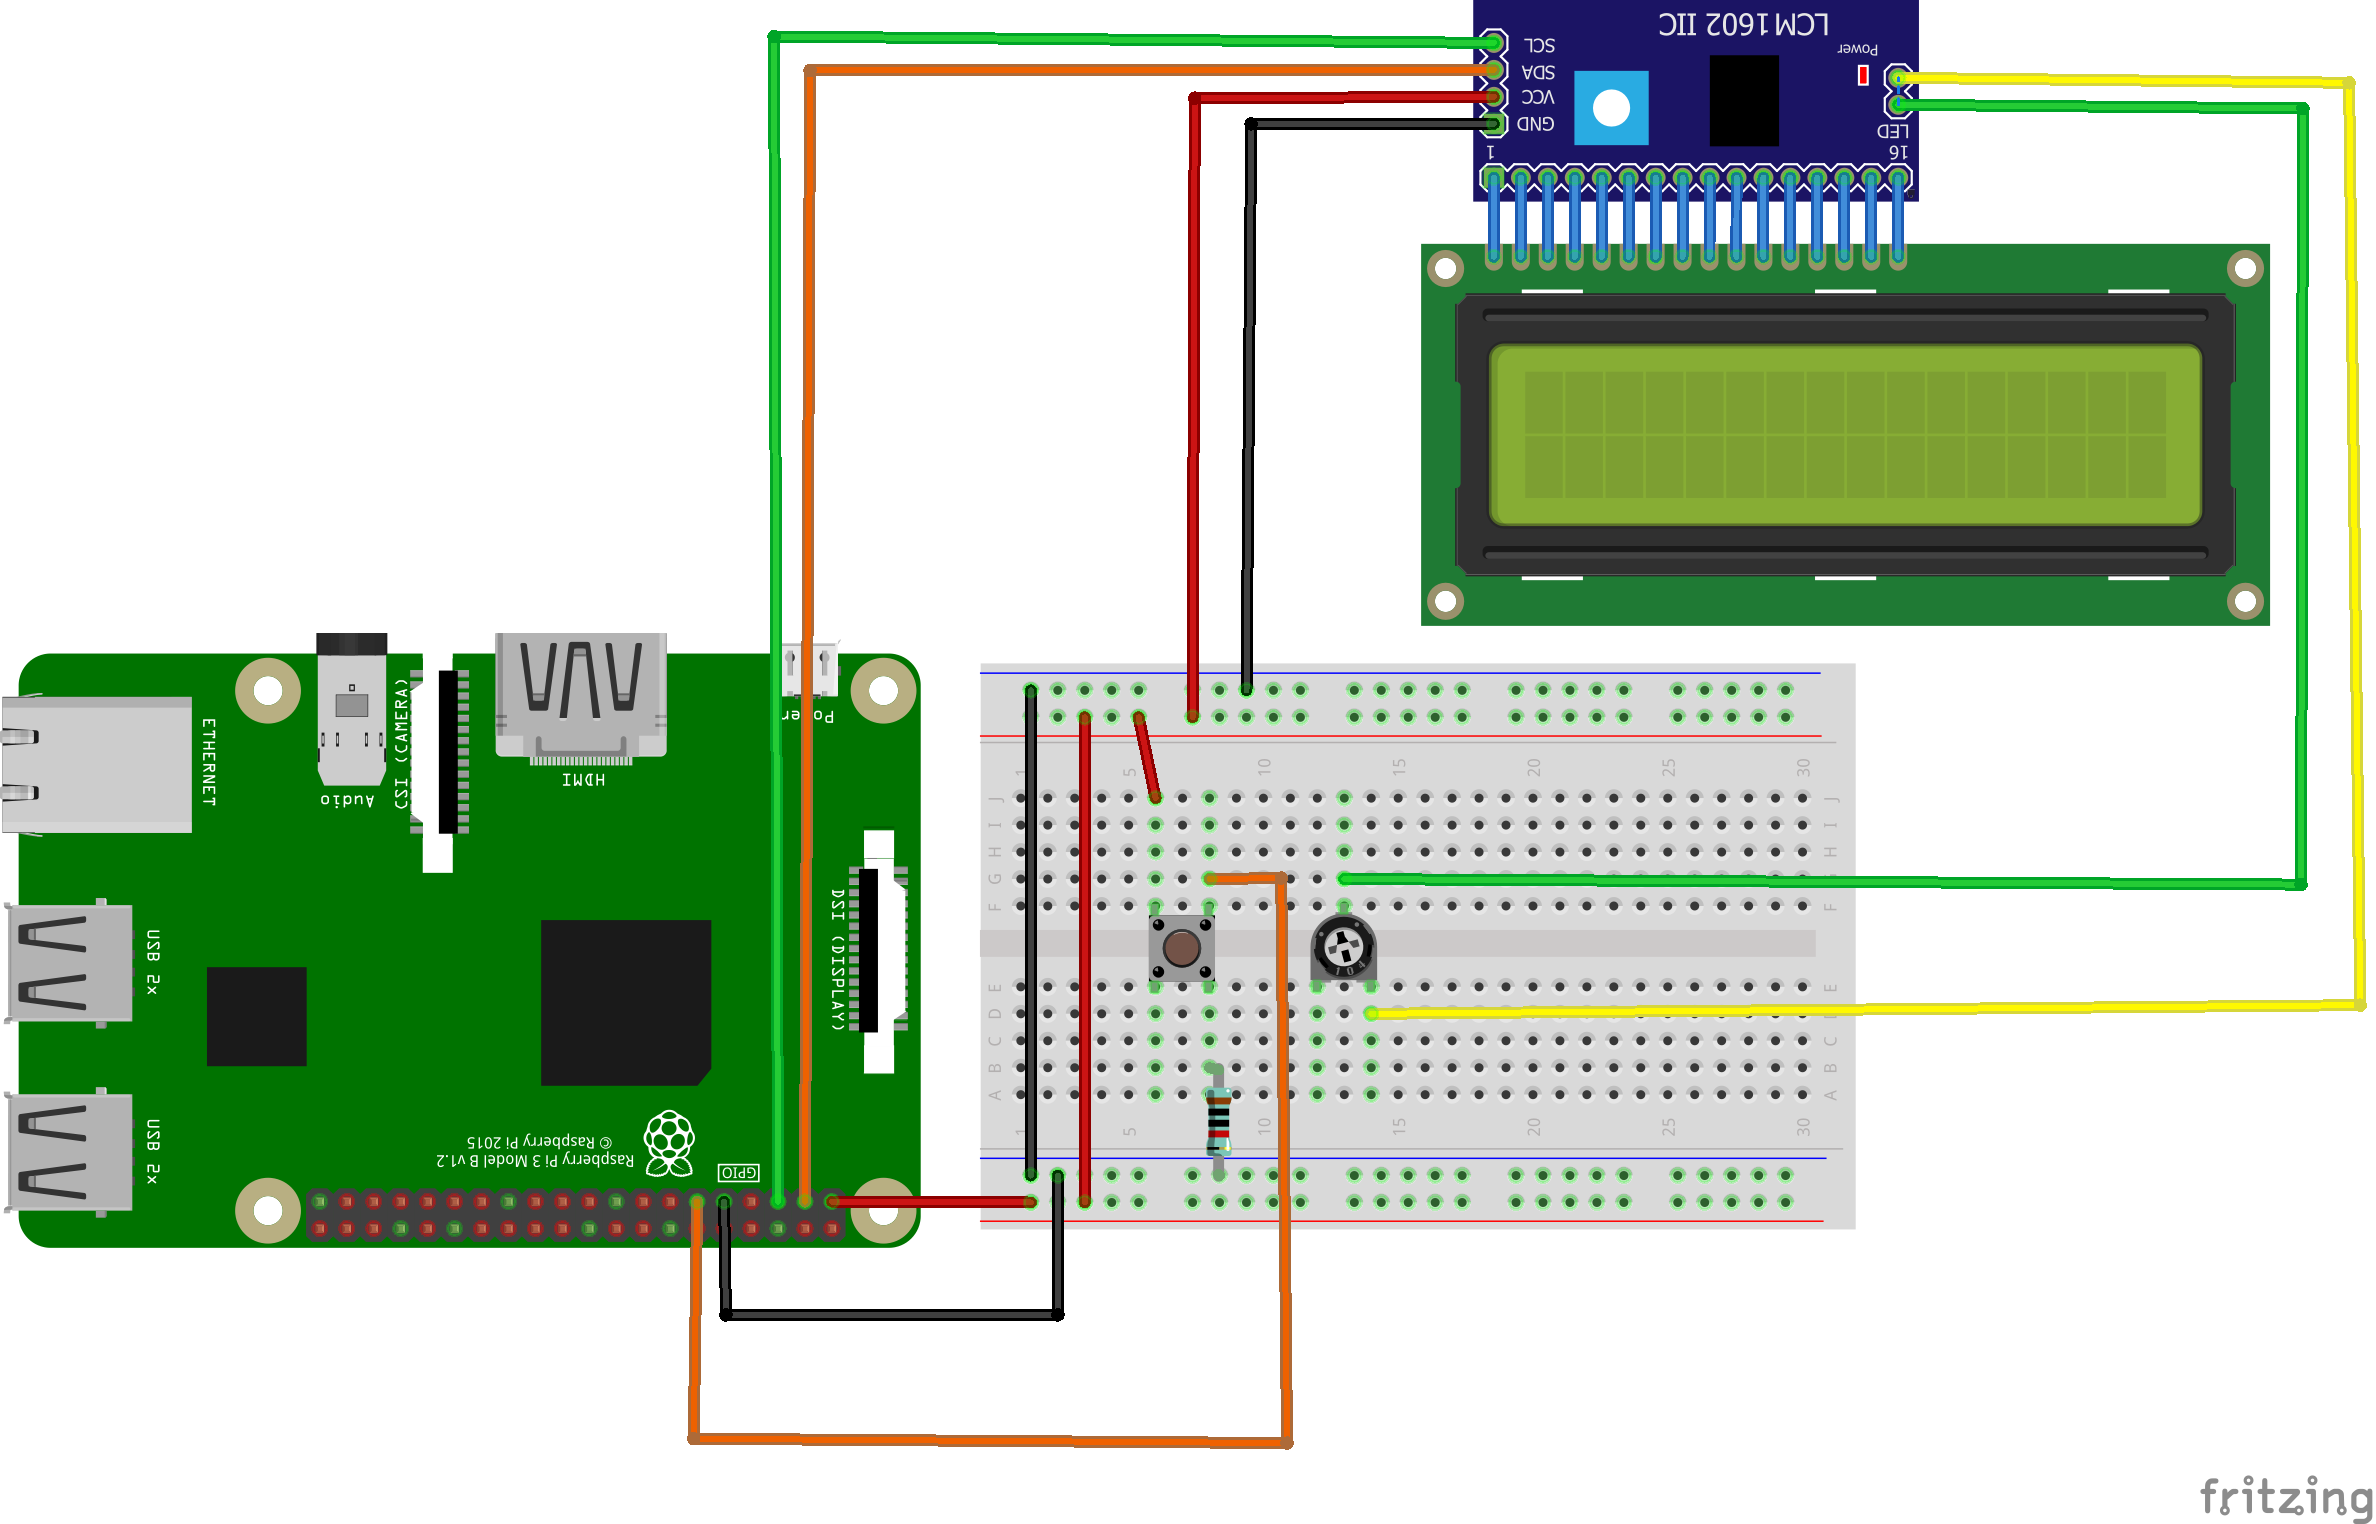 LCM1602 IIC
Power
SCL
SDA
VCC
GND
LED
1
16
ETHERNET
Audio
CSI (CAMERA)
HDMI
Power
DSI (DISPLAY)
USB 2x
USB 2x
Raspberry Pi 3 Model B v1.2
© Raspberry Pi 2015
GPIO
1 5 10 15 20 25 30
J J
I I
H H
G
F F
104
E E
D D
C C
B B
A A
1 5 10 15 20 25 30
fritzing